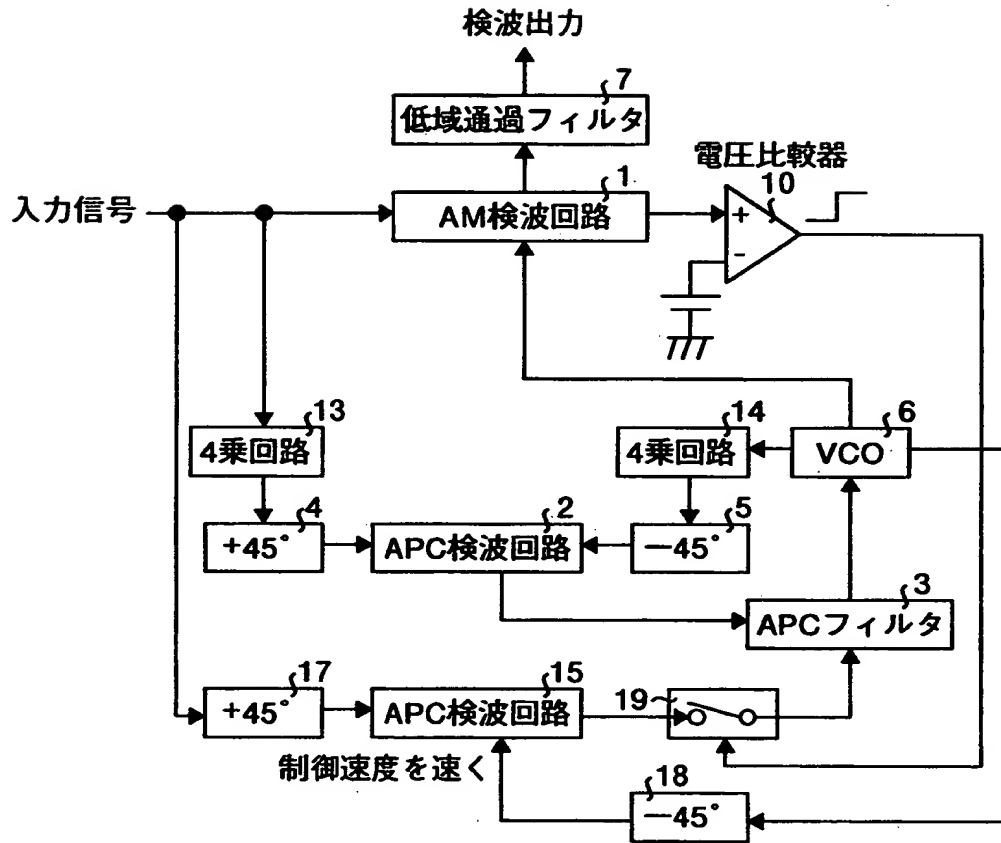 検波出力
7
低域通過フィルタ
電圧比較器
10
入力信号
1
AM検波回路
+
-
13
4乗回路
14
4乗回路
6
VCO
4
+45°
2
APC検波回路
5
-45°
3
APCフィルタ
17
+45°
15
APC検波回路
19
制御速度を速く
18
-45°